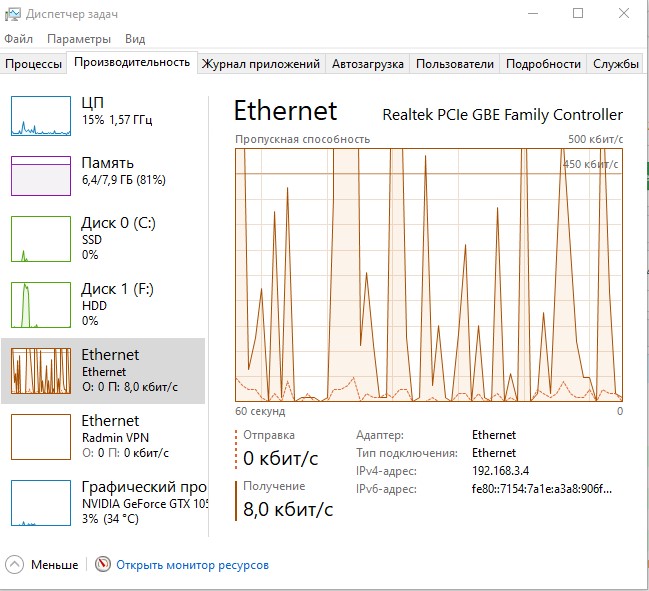 Диспетчер задач
Файл Параметры Вид
Процессы Производительность Журнал приложений Автозагрузка Пользователи Подробности Службы
ЦП
15% 1,57 ГГц
Память
6,4/7,9 ГБ (81%)
Диск 0 (C:)
SSD
0%
Диск 1 (F:)
HDD
0%
Ethernet
Ethernet
О: 0 П: 8,0 кбит/с
Ethernet
Radmin VPN
О: 0 П: 0 кбит/с
Графический про
NVIDIA GeForce GTX 105
3% (34 °C)
Ethernet
Realtek PCIe GBE Family Controller
Пропускная способность 500 кбит/с
450 кбит/с
60 секунд 0
Отправка
0 кбит/с
Получение
8,0 кбит/с
Адаптер: Ethernet
Тип подключения: Ethernet
IPv4-адрес: 192.168.3.4
IPv6-адрес: fe80::7154:7a1e:a3a8:906f...
Меньше
Открыть монитор ресурсов